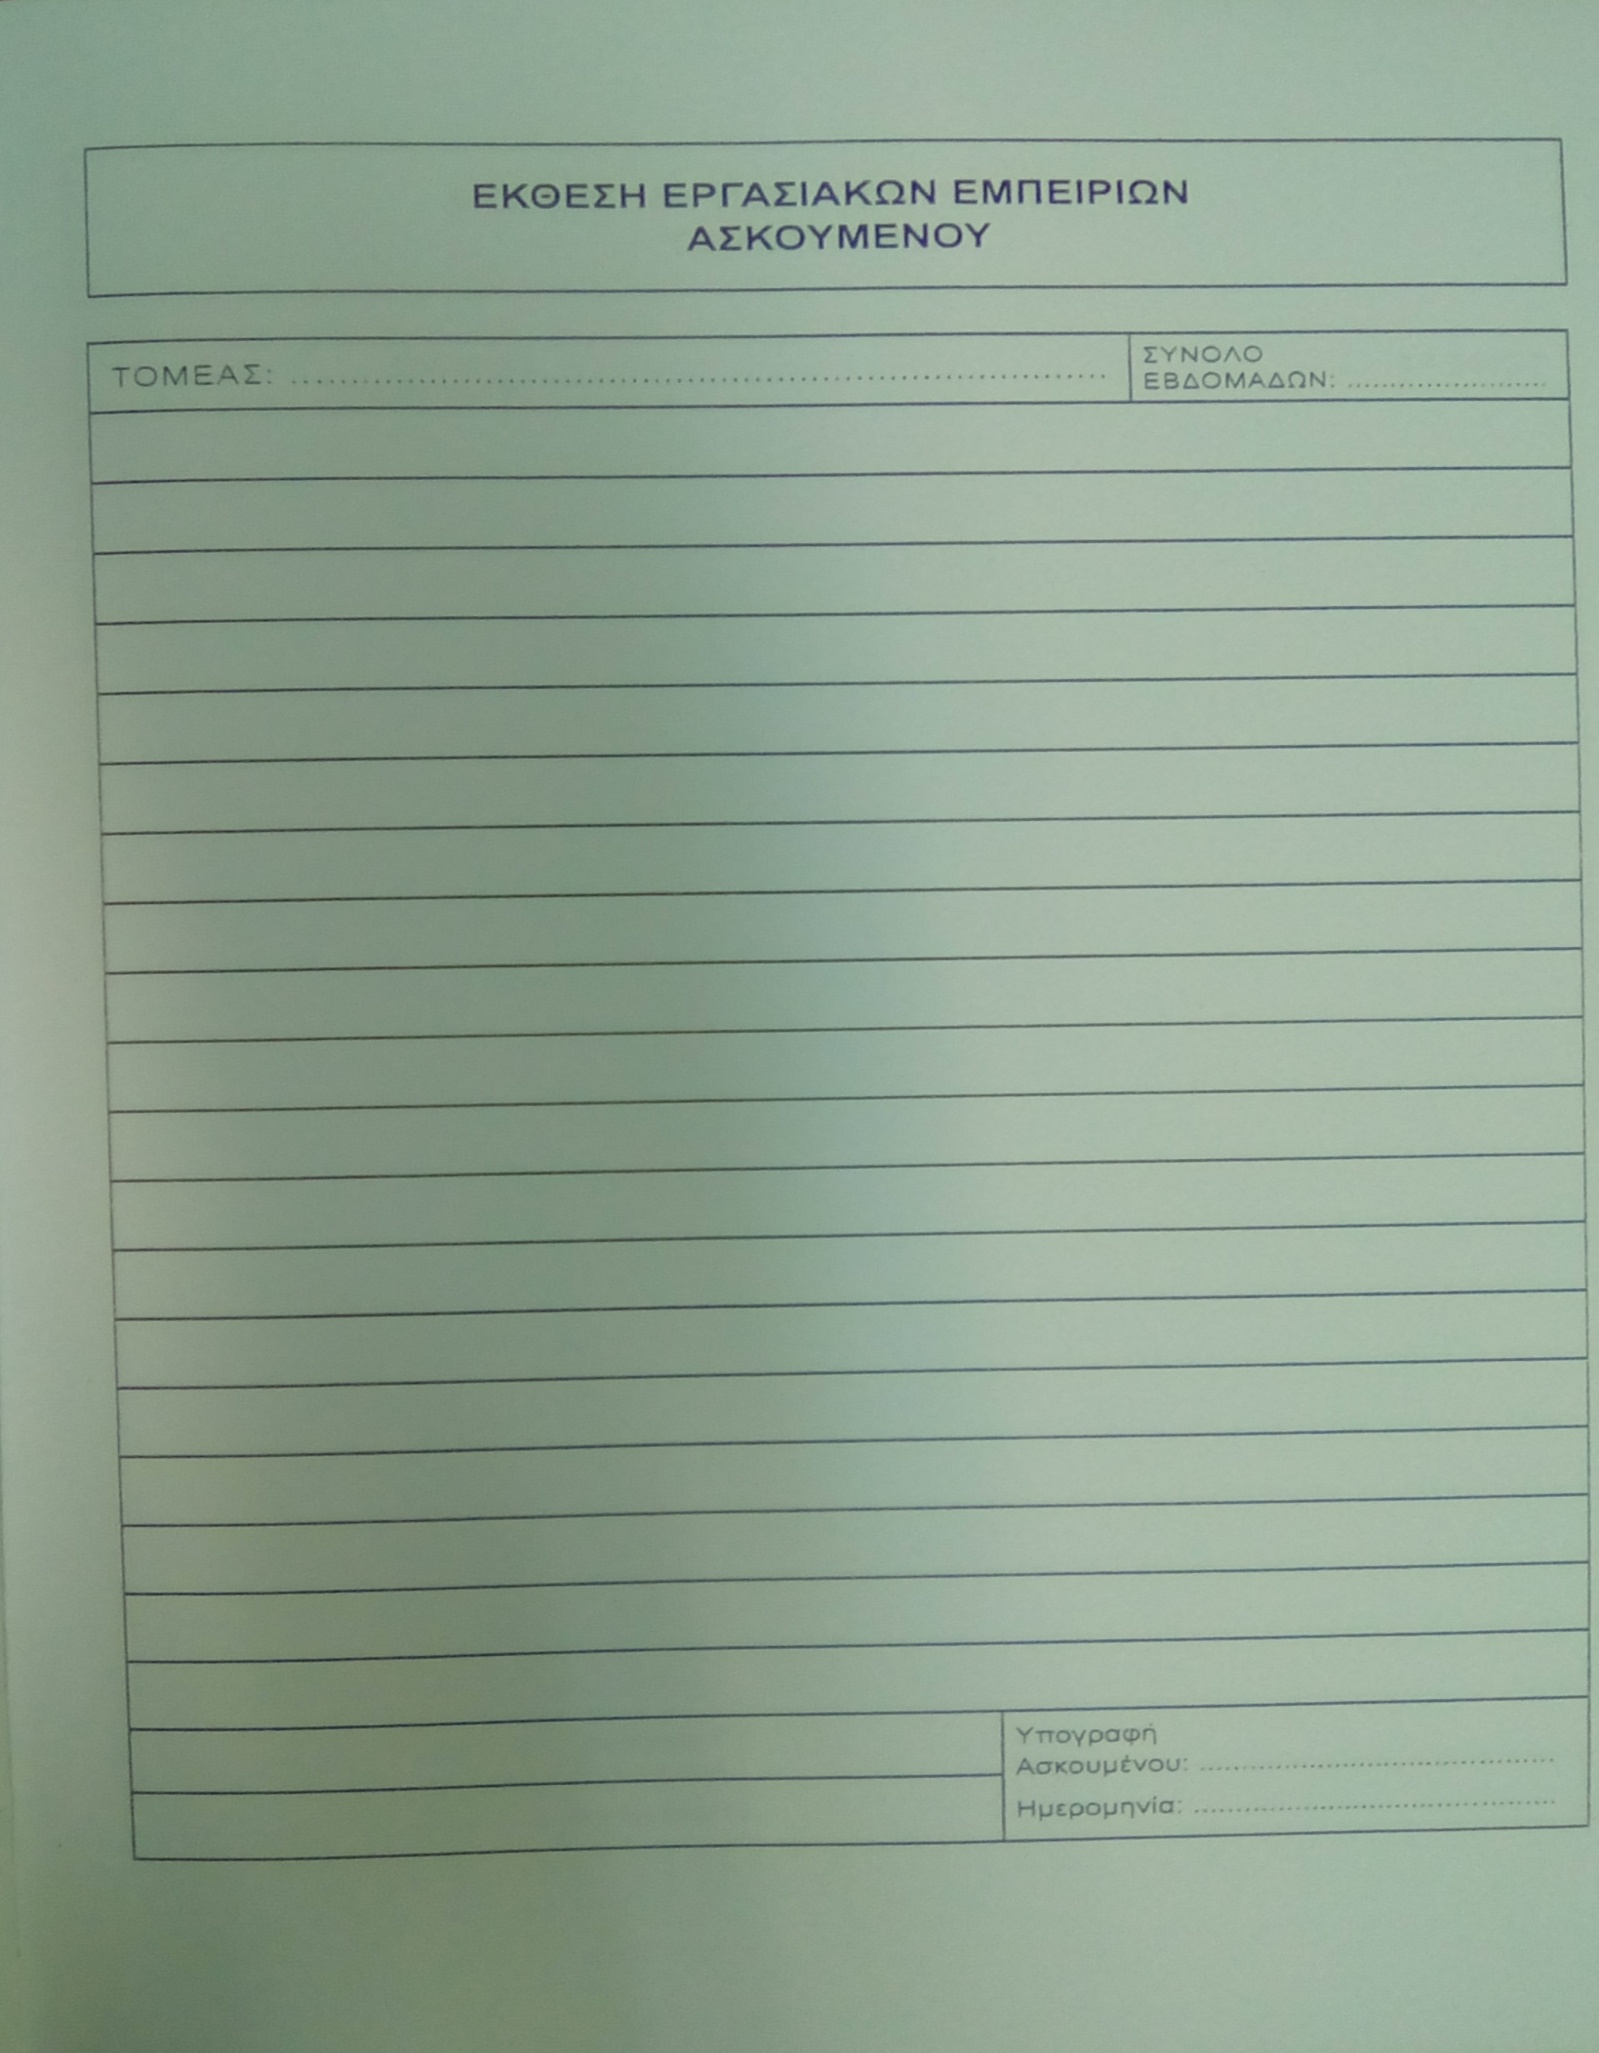 ΕΚΘΕΣΗ ΕΡΓΑΣΙΑΚΩΝ ΕΜΠΕΙΡΙΩΝ
ΑΣΚΟΥΜΕΝΟΥ
ΤΟΜΕΑΣ: ................................................................
ΣΥΝΟΛΟ
ΕΒΔΟΜΑΔΩΝ: ........................
Υπογραφή
Ασκουμένου: ........................................
Ημερομηνία: ........................................